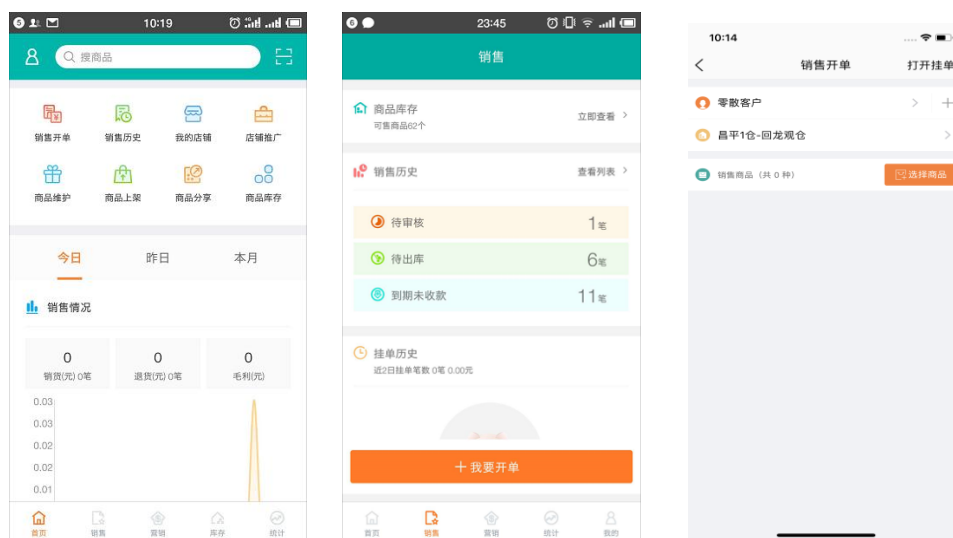 10:19
搜商品
销售开单 销售历史 我的店铺 店铺推广
商品维护 商品上架 商品分享 商品库存
今日 昨日 本月
销售情况
0 0 0
销货(元) 0笔 退货(元) 0笔 毛利(元)
0.03
0.03
0.02
0.02
0.01
首页 销售 营销 库存 统计
23:45
销售
商品库存
可售商品62个
立即查看
销售历史
查看列表
待审核 1笔
待出库 6笔
到期未收款 11笔
挂单历史
近2日挂单笔数 0笔 0.00元
十 我要开单
首页 销售 营销 统计 我的
10:14
销售开单 打开挂单
零散客户
昌平1仓-回龙观仓
销售商品（共 0 种） 选择商品